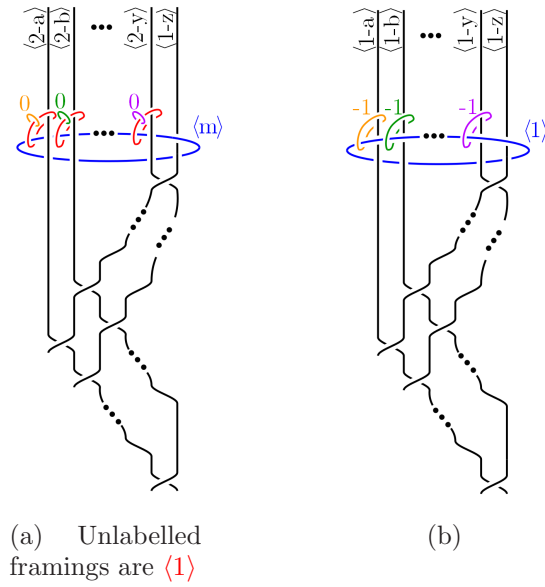 ⟨2-a⟩ ⟨2-b⟩ ⟨2-y⟩ ⟨1-z⟩
0 0 0 ⟨m⟩
(a) Unlabelled
framings are ⟨1⟩
⟨1-a⟩ ⟨1-b⟩ ⟨1-y⟩ ⟨1-z⟩
-1 -1 -1 ⟨1⟩
(b)